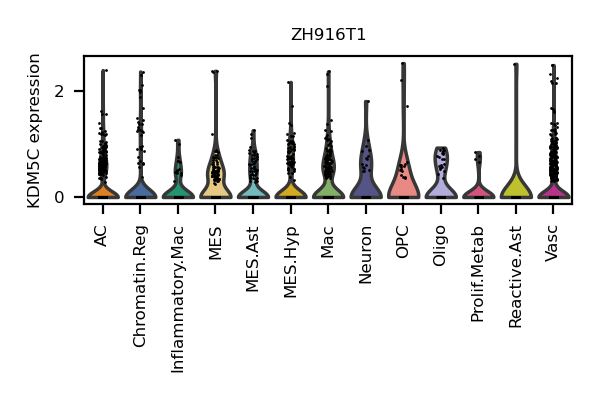 ZH916T1
KDM5C expression
2
0
AC
Chromatin.Reg
Inflammatory.Mac
MES
MES.Ast
MES.Hyp
Mac
Neuron
OPC
Oligo
Prolif.Metab
Reactive.Ast
Vasc